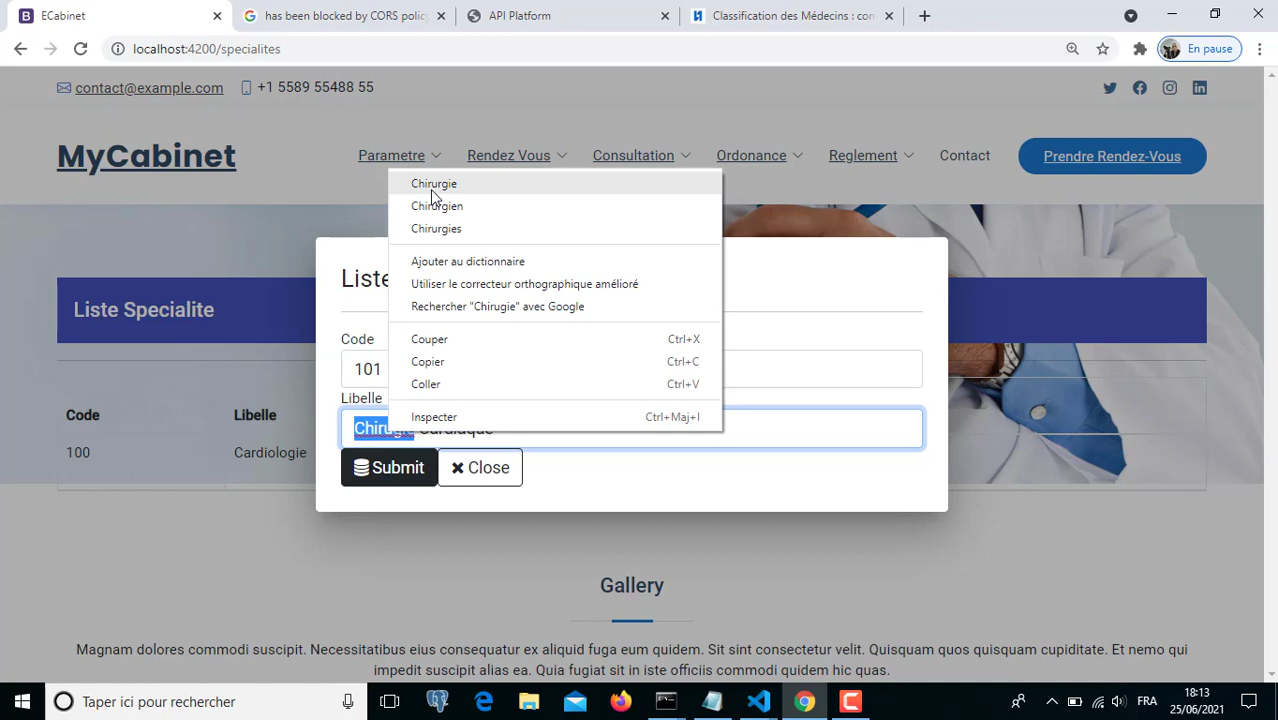 ECabinet
has been blocked by CORS policy
API Platform
Classification des Médecins : con
localhost:4200/specialites
En pause
contact@example.com
+1 5589 55488 55
MyCabinet
Parametre
Rendez Vous
Consultation
Ordonance
Reglement
Contact
Prendre Rendez-Vous
Chirurgie
Chirurgien
Chirurgies
Ajouter au dictionnaire
Utiliser le correcteur orthographique amélioré
Rechercher "Chirugie" avec Google
Couper Ctrl+X
Copier Ctrl+C
Coller Ctrl+V
Inspecter Ctrl+Maj+I
Liste
Liste Specialite
Code
101
Libelle
Chirugie Cardiaque
Submit
Close
Code Libelle
100 Cardiologie
Gallery
Magnam dolores commodi suscipit. Necessitatibus eius consequatur ex aliquid fuga eum quidem. Sit sint consectetur velit. Quisquam quos quisquam cupiditate. Et nemo qui
impedit suscipit alias ea. Quia fugiat sit in iste officiis commodi quidem hic quas.
Taper ici pour rechercher
FRA
18:13
25/06/2021